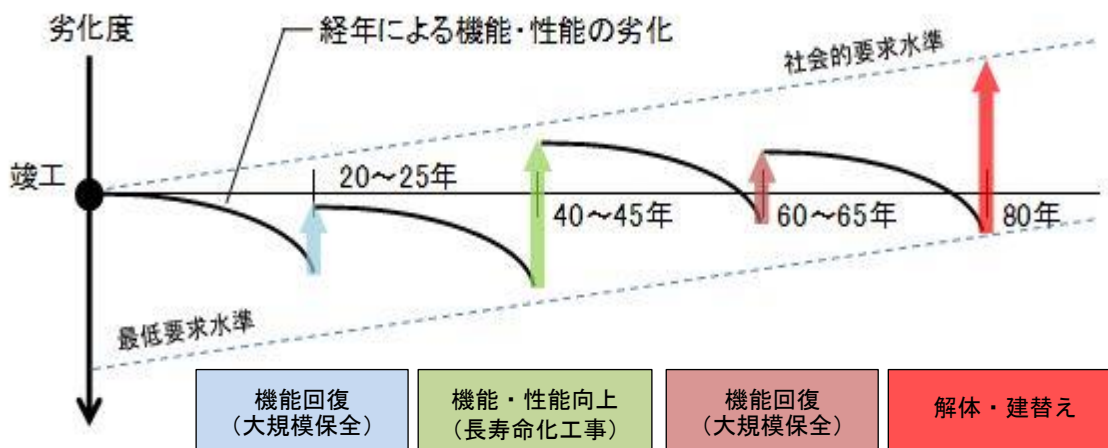 劣化度
経年による機能・性能の劣化
社会的要求水準
竣工
20～25年
40～45年
60～65年
80年
最低要求水準
機能回復
（大規模保全）
機能・性能向上
（長寿命化工事）
機能回復
（大規模保全）
解体・建替え